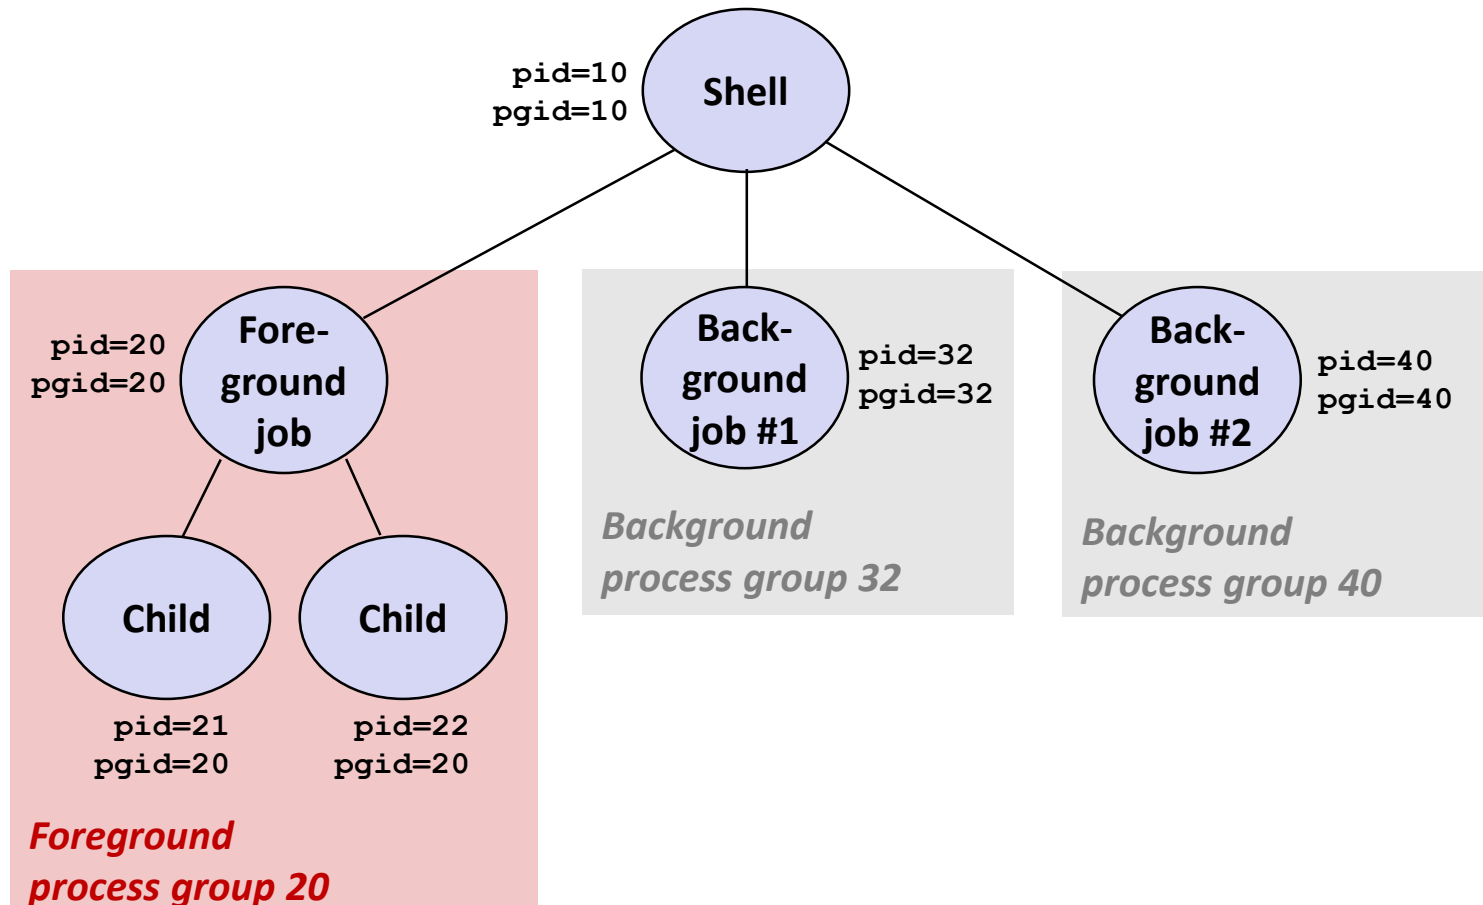 pid=10
pgid=10
Shell
pid=20
pgid=20
Fore-
ground
job
Back-
ground
job #1
pid=32
pgid=32
Back-
ground
job #2
pid=40
pgid=40
Background
process group 32
Background
process group 40
Child
Child
pid=21
pgid=20
pid=22
pgid=20
Foreground
process group 20